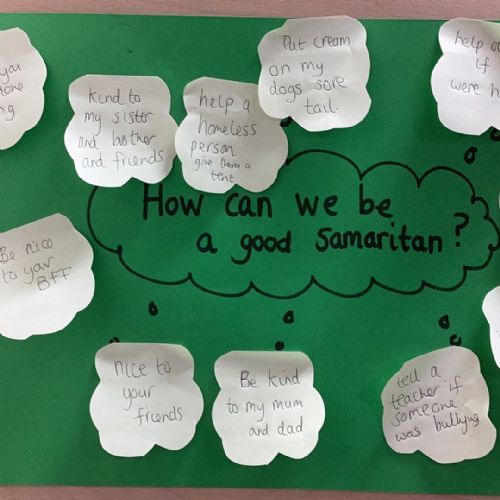 you
Put cream
on my
dogs sore
tail.
help
if
were
kind to
my sister
and brother
and friends
help a
homeless
person
give them a
tent
How can we be
a good Samaritan?
Be nice
to your
BFF
nice to
your
friends
Be kind
to my mum
and dad
tell a
teacher if
someone
was bullying